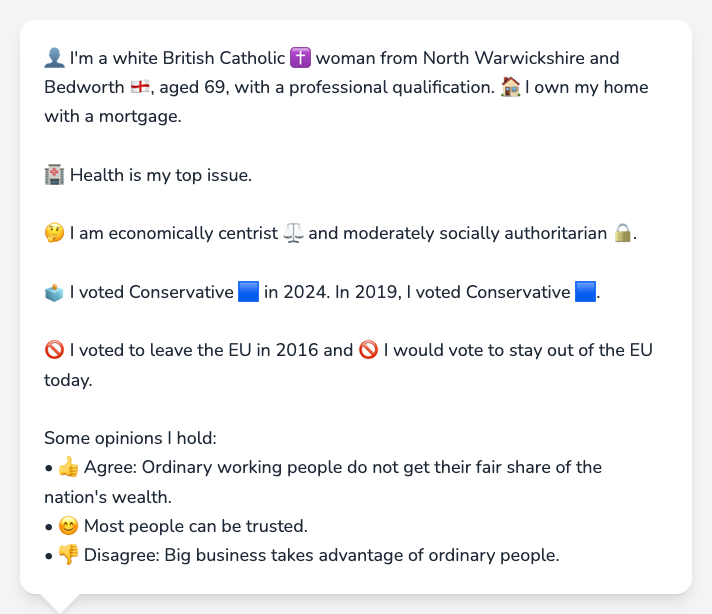 👤 I'm a white British Catholic ✝️ woman from North Warwickshire and
Bedworth 🏴󠁧󠁢󠁥󠁮󠁧󠁿, aged 69, with a professional qualification. 🏠 I own my home
with a mortgage.
🏥 Health is my top issue.
🤔 I am economically centrist ⚖️ and moderately socially authoritarian 🔒.
🗳️ I voted Conservative 🟦 in 2024. In 2019, I voted Conservative 🟦.
🚫 I voted to leave the EU in 2016 and 🚫 I would vote to stay out of the EU
today.
Some opinions I hold:
• 👍 Agree: Ordinary working people do not get their fair share of the
nation's wealth.
• 😊 Most people can be trusted.
• 👎 Disagree: Big business takes advantage of ordinary people.